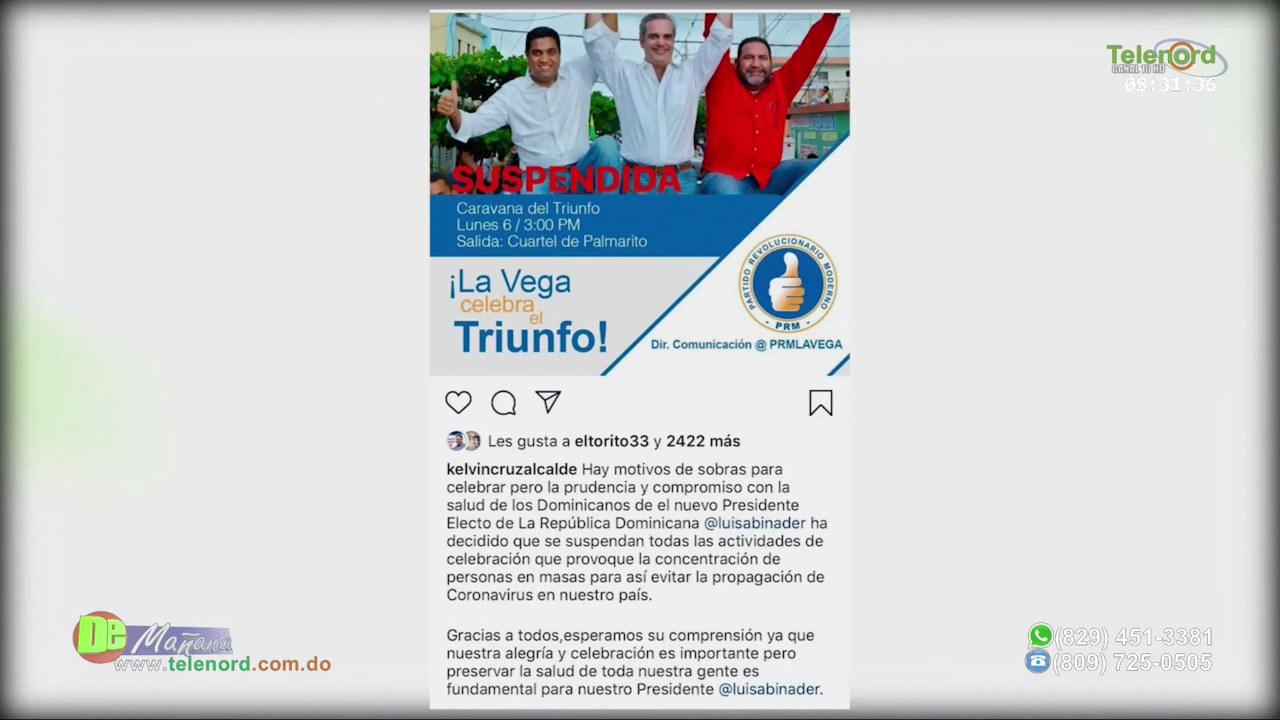 Telenord
CANAL 10 HD
08:31:36
SUSPENDIDA
Caravana del Triunfo
Lunes 6 / 3:00 PM
Salida: Cuartel de Palmarito
¡La Vega
celebra
el
Triunfo!
PARTIDO REVOLUCIONARIO MODERNO
- PRM -
Dir. Comunicación @ PRMLAVEGA
Les gusta a eltorito33 y 2422 más
kelvincruzalcalde Hay motivos de sobras para
celebrar pero la prudencia y compromiso con la
salud de los Dominicanos de el nuevo Presidente
Electo de La República Dominicana @luisabinader ha
decidido que se suspendan todas las actividades de
celebración que provoque la concentración de
personas en masas para así evitar la propagación de
Coronavirus en nuestro país.
Gracias a todos,esperamos su comprensión ya que
nuestra alegría y celebración es importante pero
preservar la salud de toda nuestra gente es
fundamental para nuestro Presidente @luisabinader.
De Mañana
www.telenord.com.do
(829) 451-3381
(809) 725-0505